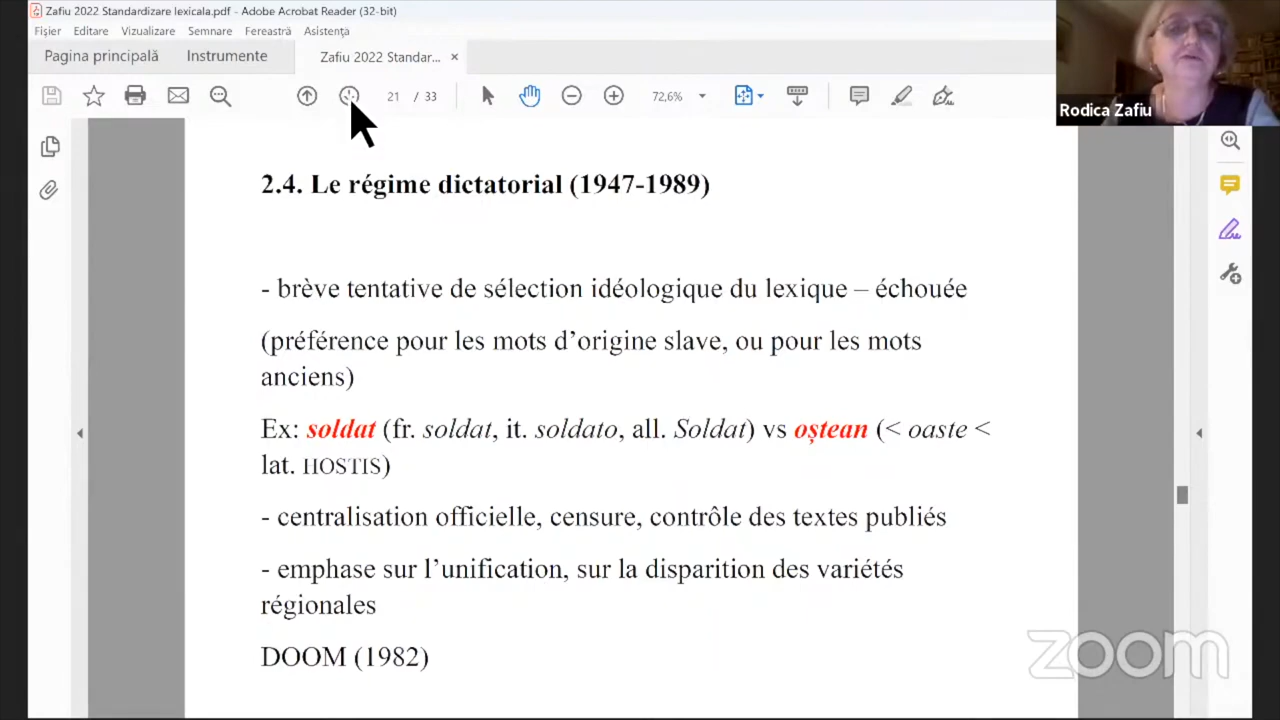 Zafiu 2022 Standardizare lexicala.pdf - Adobe Acrobat Reader (32-bit)
Fișier Editare Vizualizare Semnare Fereastră Asistența
Pagina principală Instrumente Zafiu 2022 Standar... ×
21 / 33 72,6%
Rodica Zafiu
2.4. Le régime dictatorial (1947-1989)
- brève tentative de sélection idéologique du lexique – échouée
(préférence pour les mots d’origine slave, ou pour les mots
anciens)
Ex: soldat (fr. soldat, it. soldato, all. Soldat) vs oștean (< oaste <
lat. HOSTIS)
- centralisation officielle, censure, contrôle des textes publiés
- emphase sur l’unification, sur la disparition des variétés
régionales
DOOM (1982)
zoom